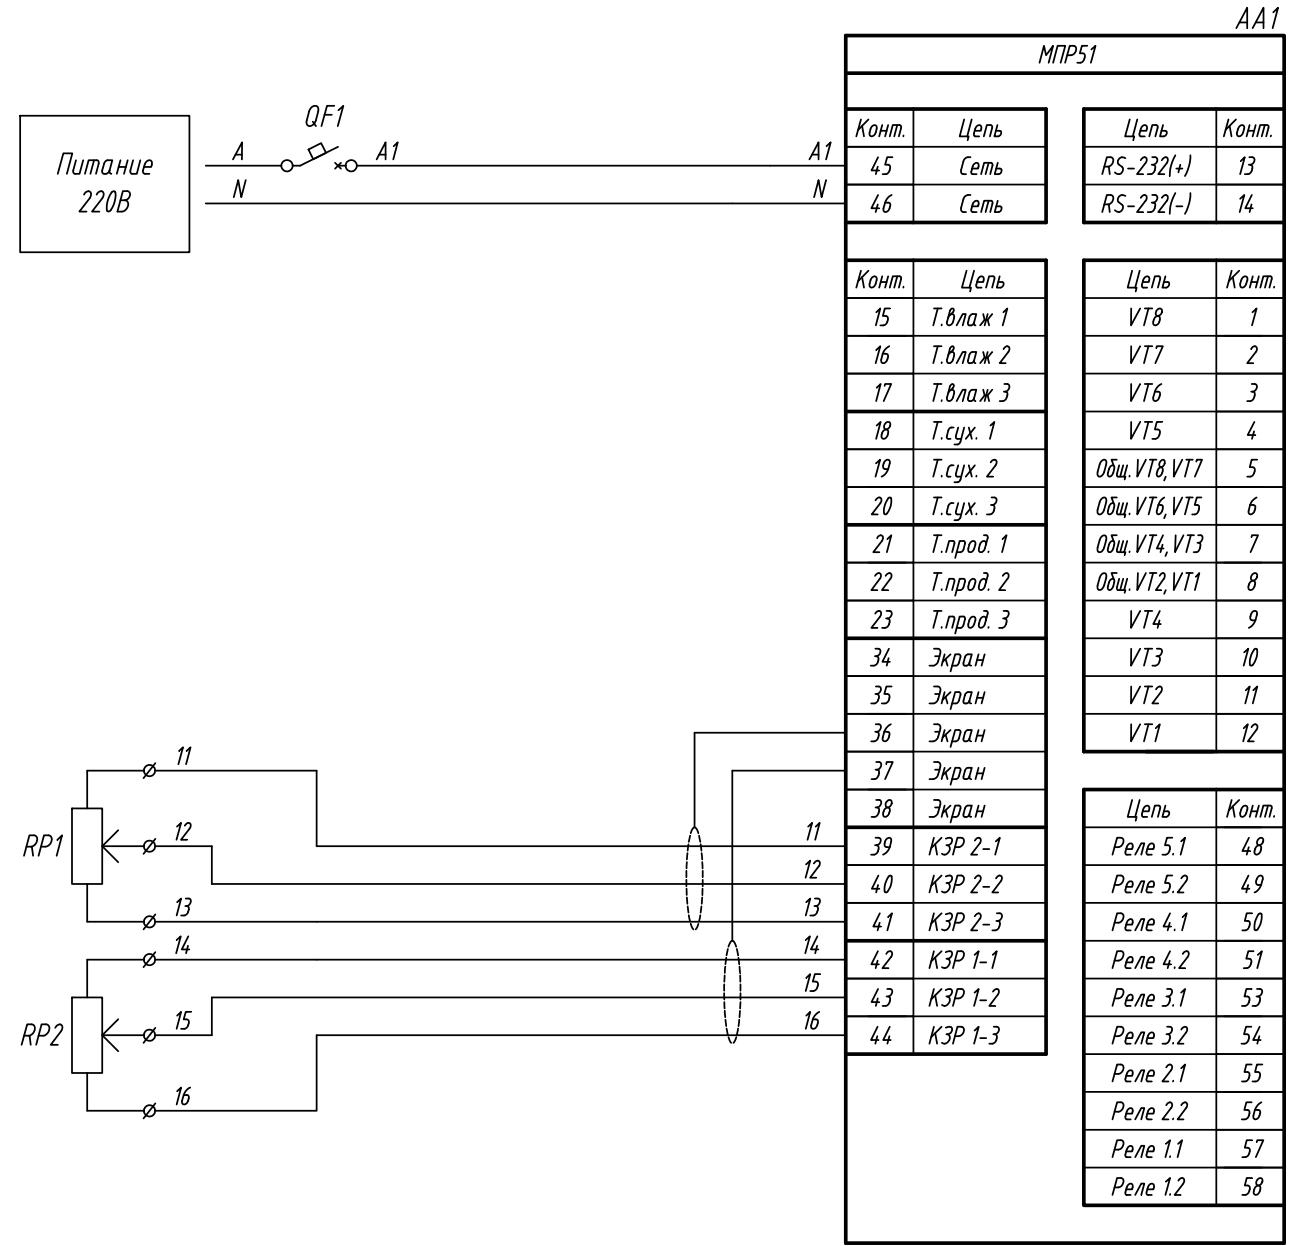 AA1
МПР51
Питание
220В
QF1
A
A1
A1
N
N
Конт. Цепь
45 Сеть
46 Сеть
Цепь Конт.
RS-232(+) 13
RS-232(-) 14
Конт. Цепь
15 Т.влаж 1
16 Т.влаж 2
17 Т.влаж 3
18 Т.сух. 1
19 Т.сух. 2
20 Т.сух. 3
21 Т.прод. 1
22 Т.прод. 2
23 Т.прод. 3
34 Экран
35 Экран
36 Экран
37 Экран
38 Экран
39 КЗР 2-1
40 КЗР 2-2
41 КЗР 2-3
42 КЗР 1-1
43 КЗР 1-2
44 КЗР 1-3
Цепь Конт.
VT8 1
VT7 2
VT6 3
VT5 4
Общ.VT8,VT7 5
Общ.VT6,VT5 6
Общ.VT4,VT3 7
Общ.VT2,VT1 8
VT4 9
VT3 10
VT2 11
VT1 12
Цепь Конт.
Реле 5.1 48
Реле 5.2 49
Реле 4.1 50
Реле 4.2 51
Реле 3.1 53
Реле 3.2 54
Реле 2.1 55
Реле 2.2 56
Реле 1.1 57
Реле 1.2 58
RP1
11
12
13
RP2
14
15
16
11
12
13
14
15
16